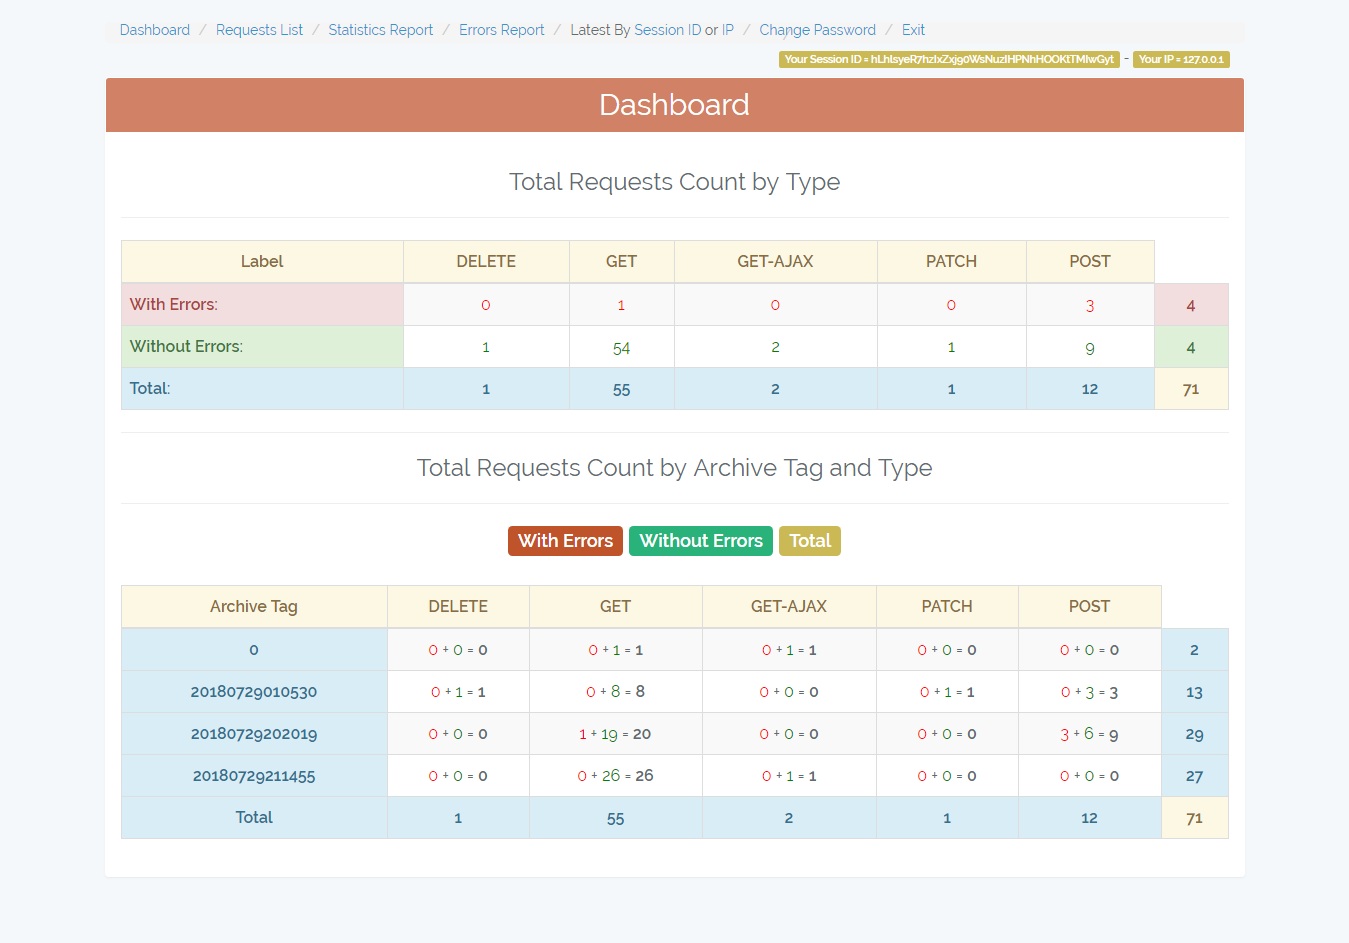 Dashboard / Requests List / Statistics Report / Errors Report / Latest By Session ID or IP / Change Password / Exit
Your IP = 127.0.0.1
Dashboard
Total Requests Count by Type
Label DELETE GET GET-AJAX PATCH POST
With Errors: 0 1 0 0 3 4
Without Errors: 1 54 2 1 9 4
Total: 1 55 2 1 12 71
Total Requests Count by Archive Tag and Type
With Errors Without Errors Total
Archive Tag DELETE GET GET-AJAX PATCH POST
0 0 + 0 = 0 0 + 1 = 1 0 + 1 = 1 0 + 0 = 0 0 + 0 = 0 2
20180729010530 0 + 1 = 1 0 + 8 = 8 0 + 0 = 0 0 + 1 = 1 0 + 3 = 3 13
20180729202019 0 + 0 = 0 1 + 19 = 20 0 + 0 = 0 0 + 0 = 0 3 + 6 = 9 29
20180729211455 0 + 0 = 0 0 + 26 = 26 0 + 1 = 1 0 + 0 = 0 0 + 0 = 0 27
Total 1 55 2 1 12 71